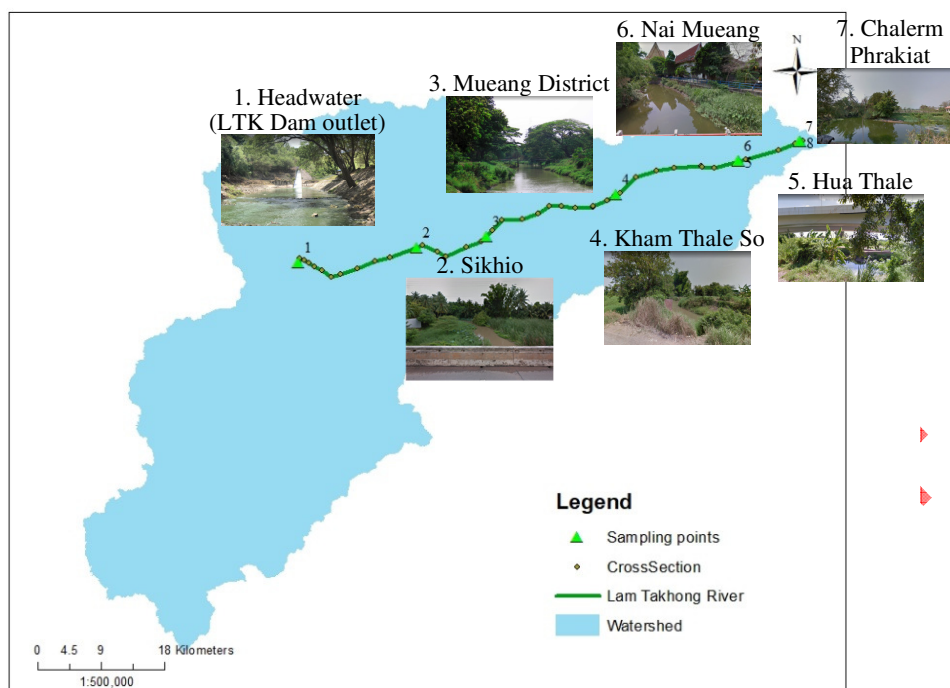 6. Nai Mueang
7. Chalerm
Phrakiat
N
3. Mueang District
1. Headwater
(LTK Dam outlet)
7
8
6
5
5. Hua Thale
4
3
4. Kham Thale So
2
1
2. Sikhio
Legend
Sampling points
CrossSection
Lam Takhong River
Watershed
0 4.5 9 18 Kilometers
1:500,000